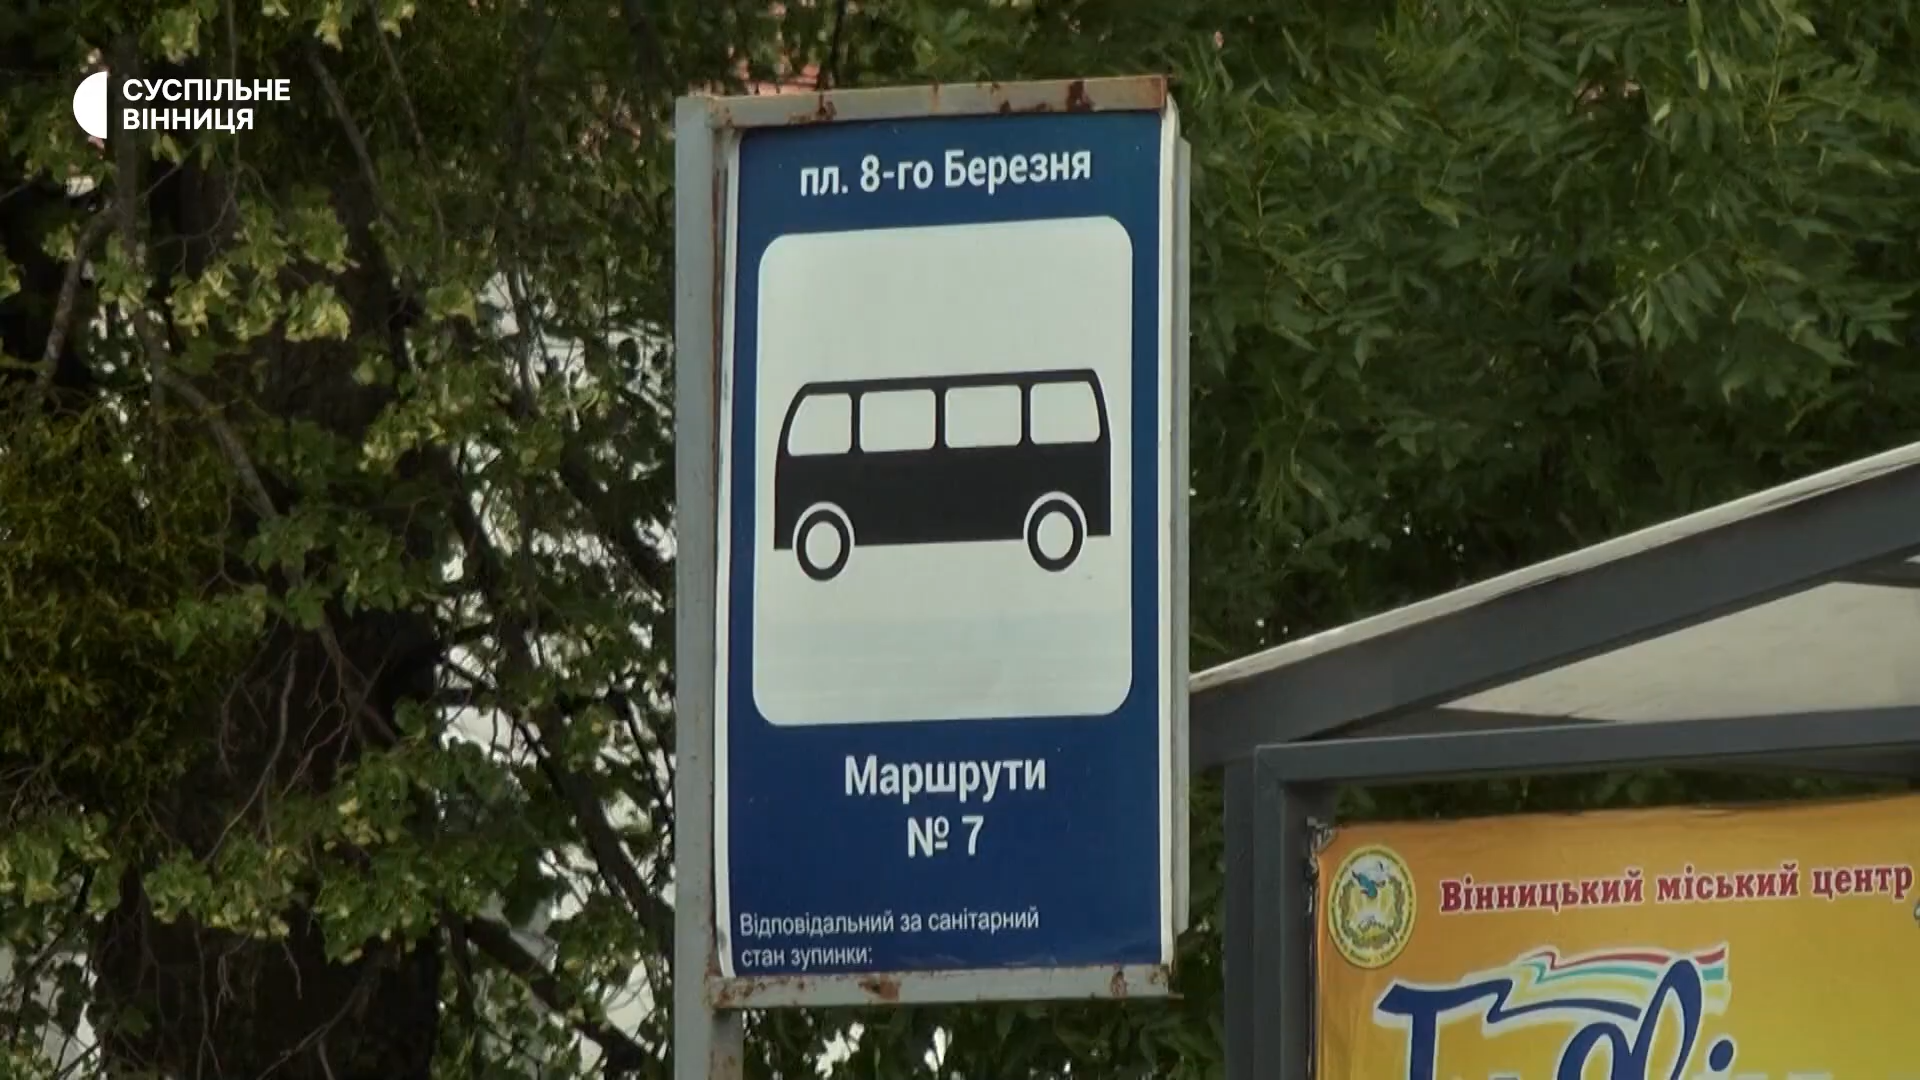 СУСПІЛЬНЕ
ВІННИЦЯ
пл. 8-го Березня
Маршрути
№ 7
Відповідальний за санітарний
стан зупинки:
Вінницький міський центр